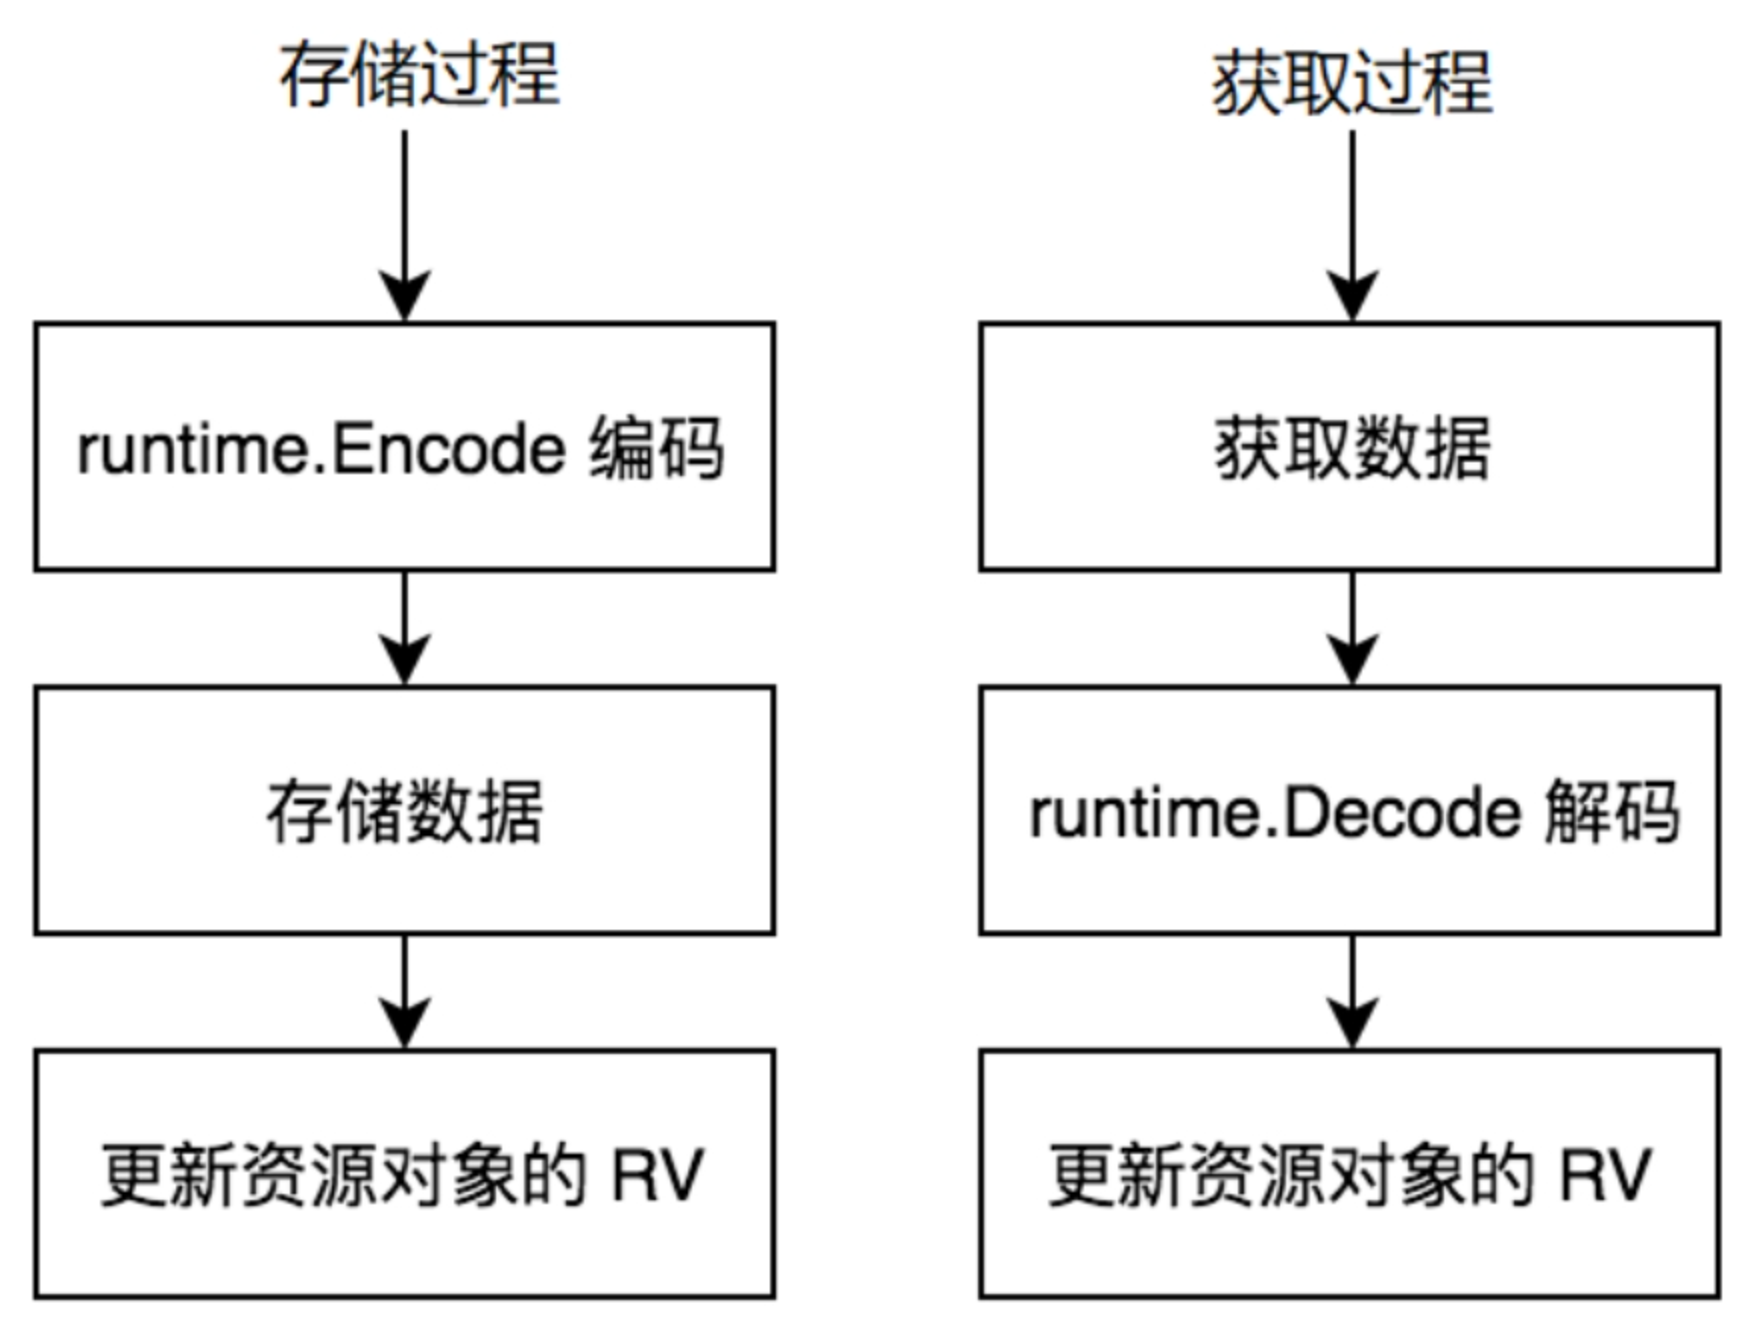 存储过程
runtime.Encode 编码
存储数据
更新资源对象的 RV
获取过程
获取数据
runtime.Decode 解码
更新资源对象的 RV